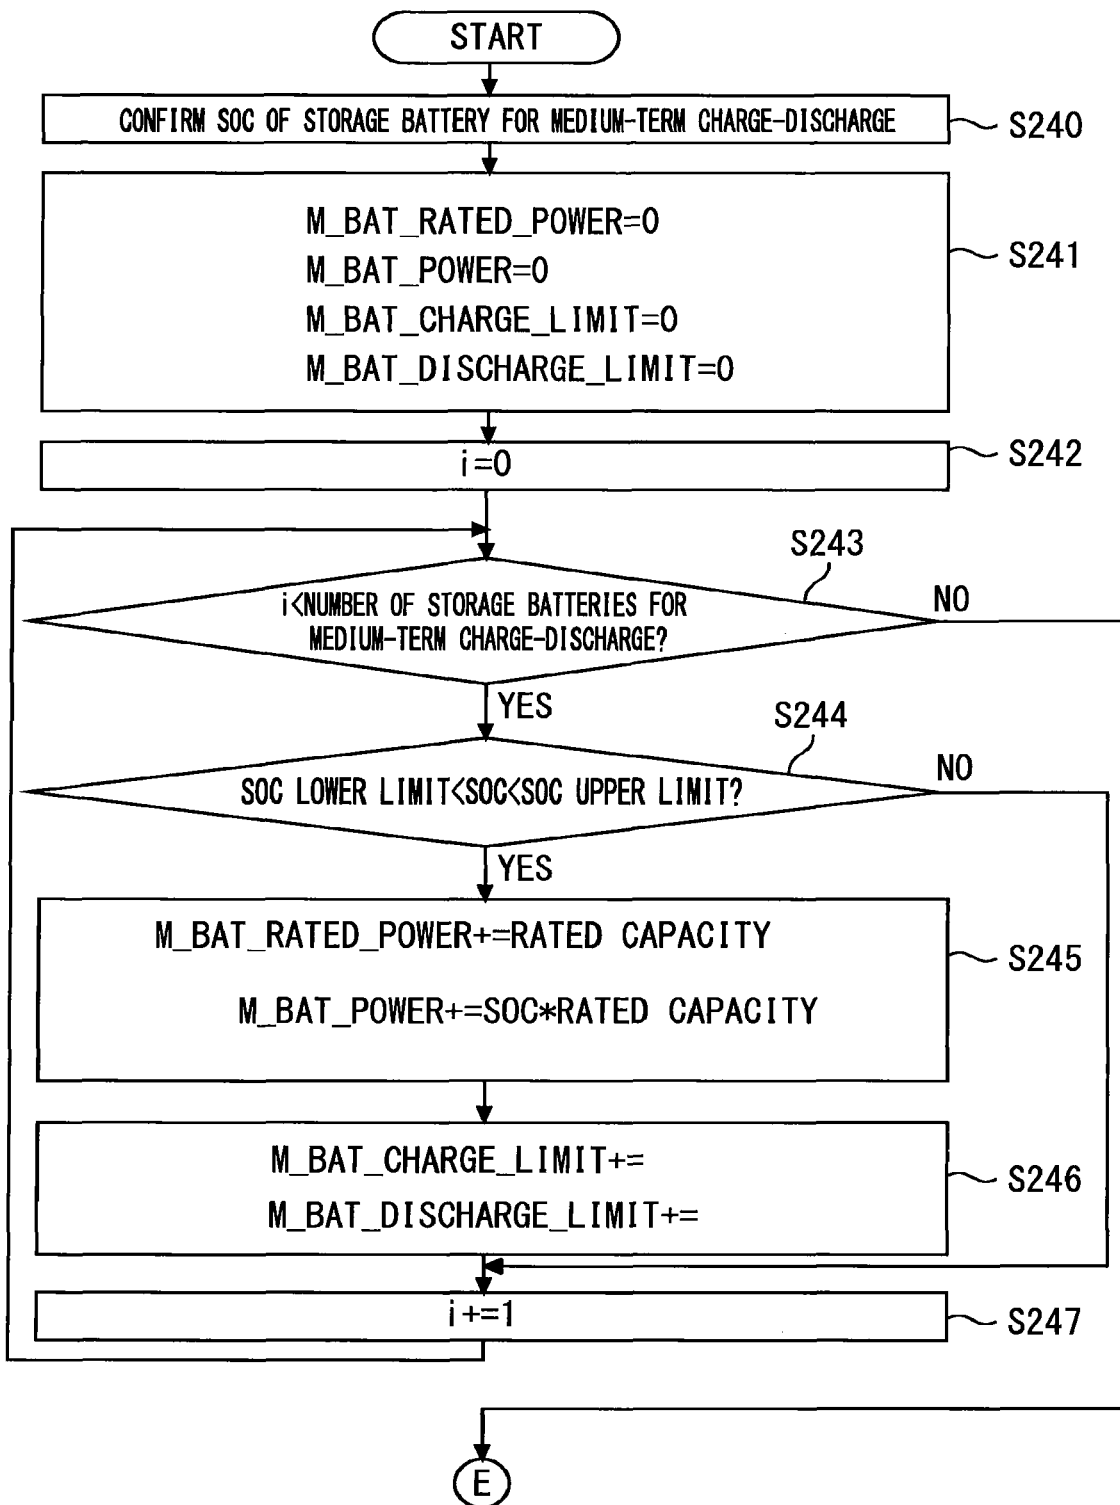 START
CONFIRM SOC OF STORAGE BATTERY FOR MEDIUM-TERM CHARGE-DISCHARGE
S240
M_BAT_RATED_POWER=0
M_BAT_POWER=0
M_BAT_CHARGE_LIMIT=0
M_BAT_DISCHARGE_LIMIT=0
S241
i=0
S242
S243
i<NUMBER OF STORAGE BATTERIES FOR
MEDIUM-TERM CHARGE-DISCHARGE?
NO
YES
S244
SOC LOWER LIMIT<SOC<SOC UPPER LIMIT?
NO
YES
M_BAT_RATED_POWER+=RATED CAPACITY
M_BAT_POWER+=SOC*RATED CAPACITY
S245
M_BAT_CHARGE_LIMIT+=
M_BAT_DISCHARGE_LIMIT+=
S246
i+=1
S247
E